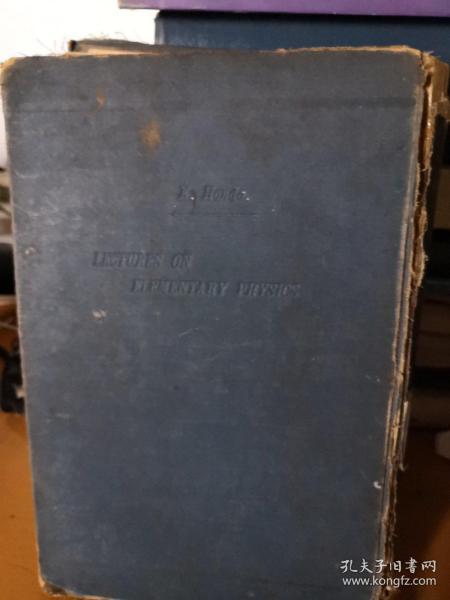 LECTURES ON
ELEMENTARY PHYSICS
孔夫子旧书网
www.kongfz.com